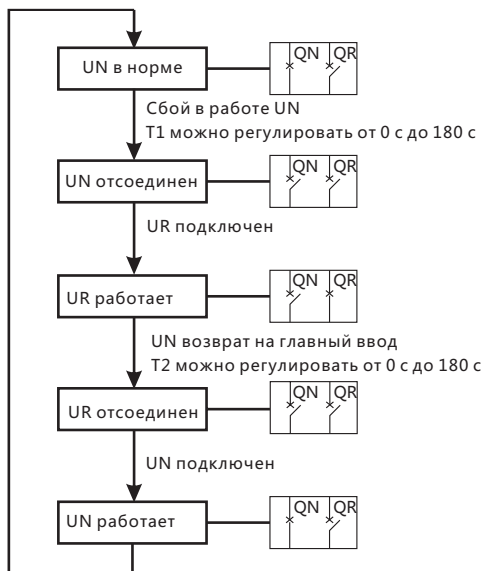 UN в норме
QN QR
Сбой в работе UN
T1 можно регулировать от 0 с до 180 с
UN отсоединен
QN QR
UR подключен
UR работает
QN QR
UN возврат на главный ввод
T2 можно регулировать от 0 с до 180 с
UR отсоединен
QN QR
UN подключен
UN работает
QN QR